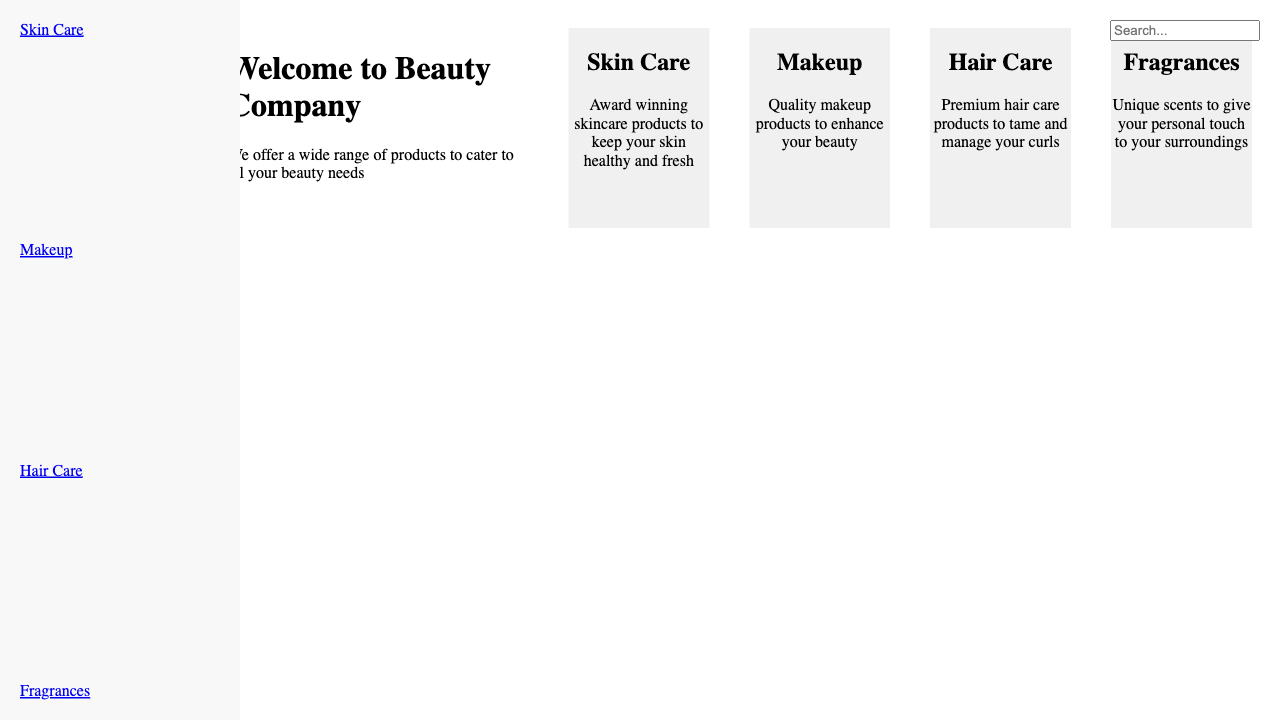 Skin Care
Makeup
Hair Care
Fragrances
Welcome to Beauty
Company
We offer a wide range of products to cater to
your beauty needs
Skin Care
Award winning
skincare products to
keep your skin
healthy and fresh
Makeup
Quality makeup
products to enhance
your beauty
Hair Care
Premium hair care
products to tame and
manage your curls
Search...
Fragrances
Unique scents to give
your personal touch
to your surroundings